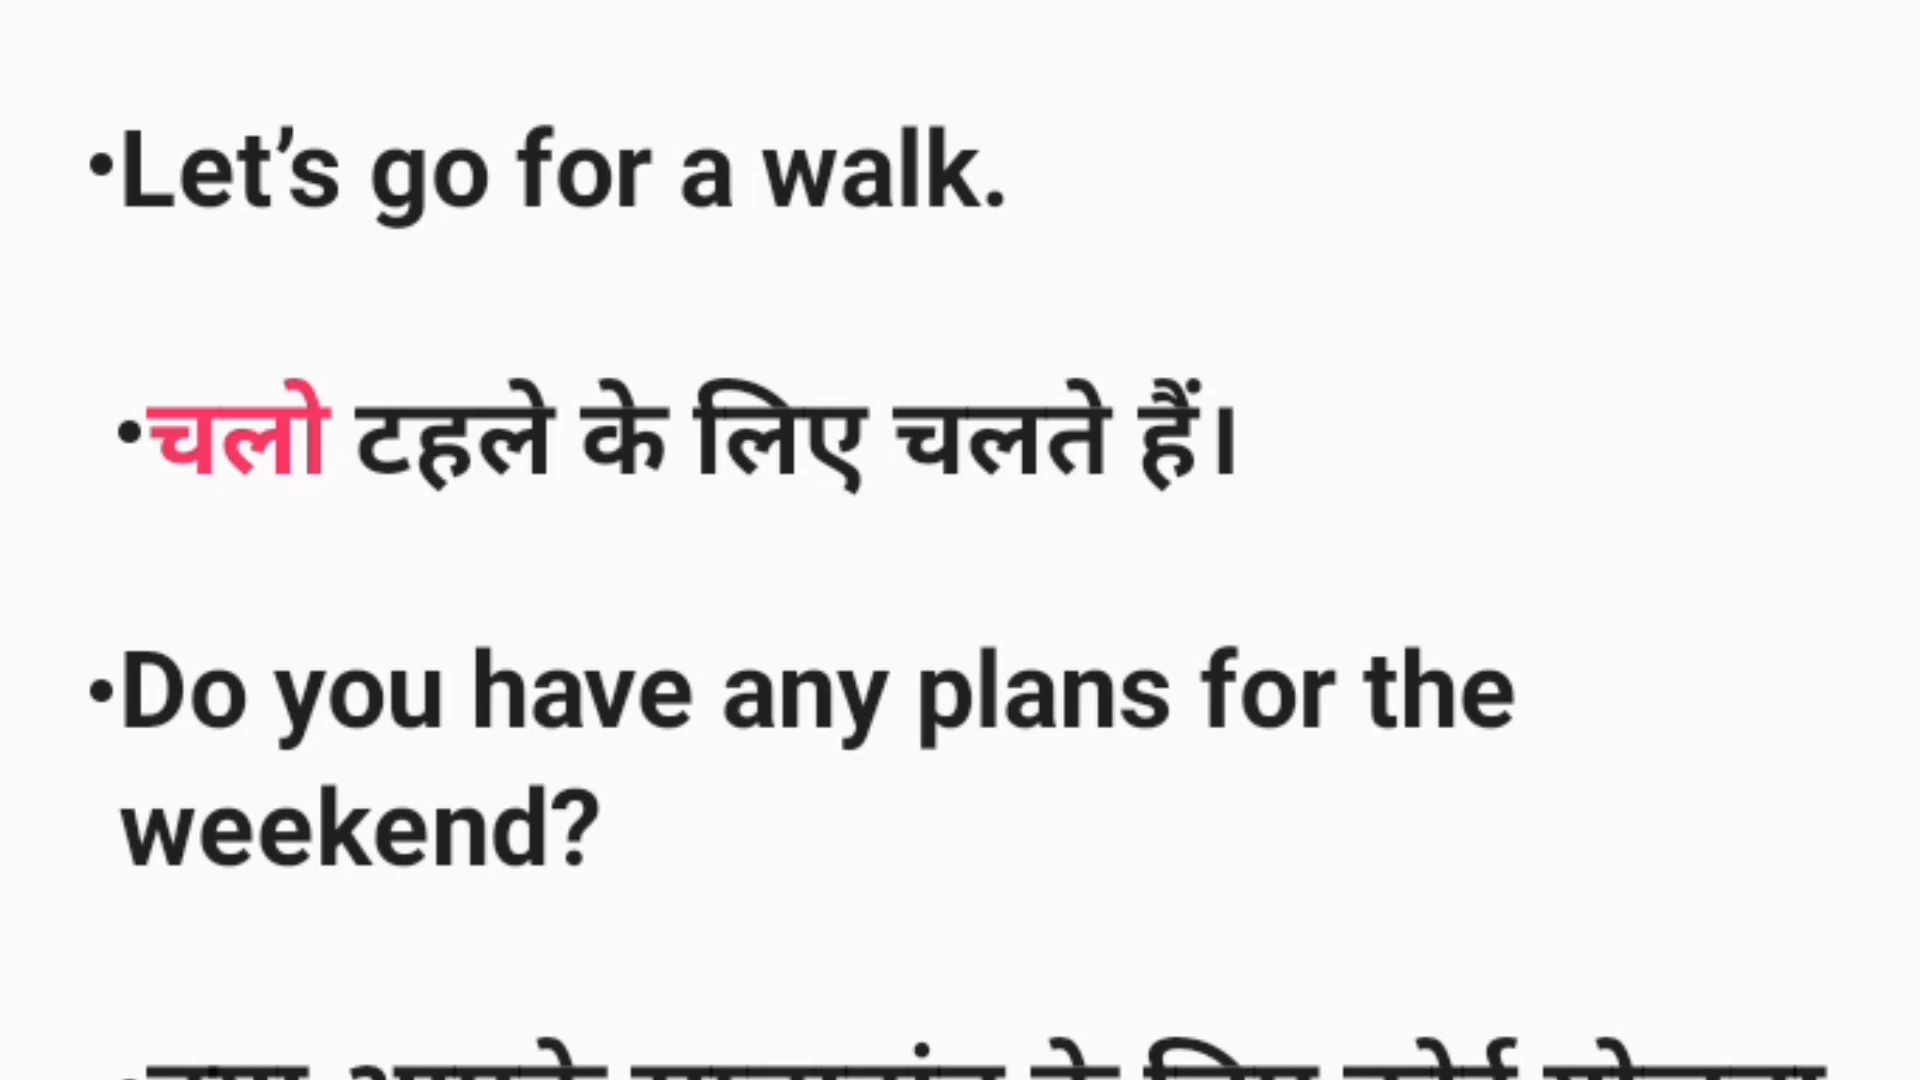 •Let’s go for a walk.
•चलो टहले के लिए चलते हैं।
•Do you have any plans for the
weekend?